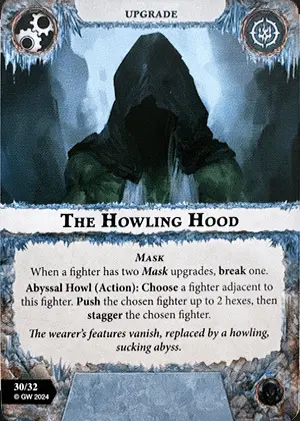 UPGRADE
THE HOWLING HOOD
MASK
When a fighter has two Mask upgrades, break one.
Abyssal Howl (Action): Choose a fighter adjacent to
this fighter. Push the chosen fighter up to 2 hexes, then
stagger the chosen fighter.
The wearer's features vanish, replaced by a howling,
sucking abyss.
30/32
© GW 2024